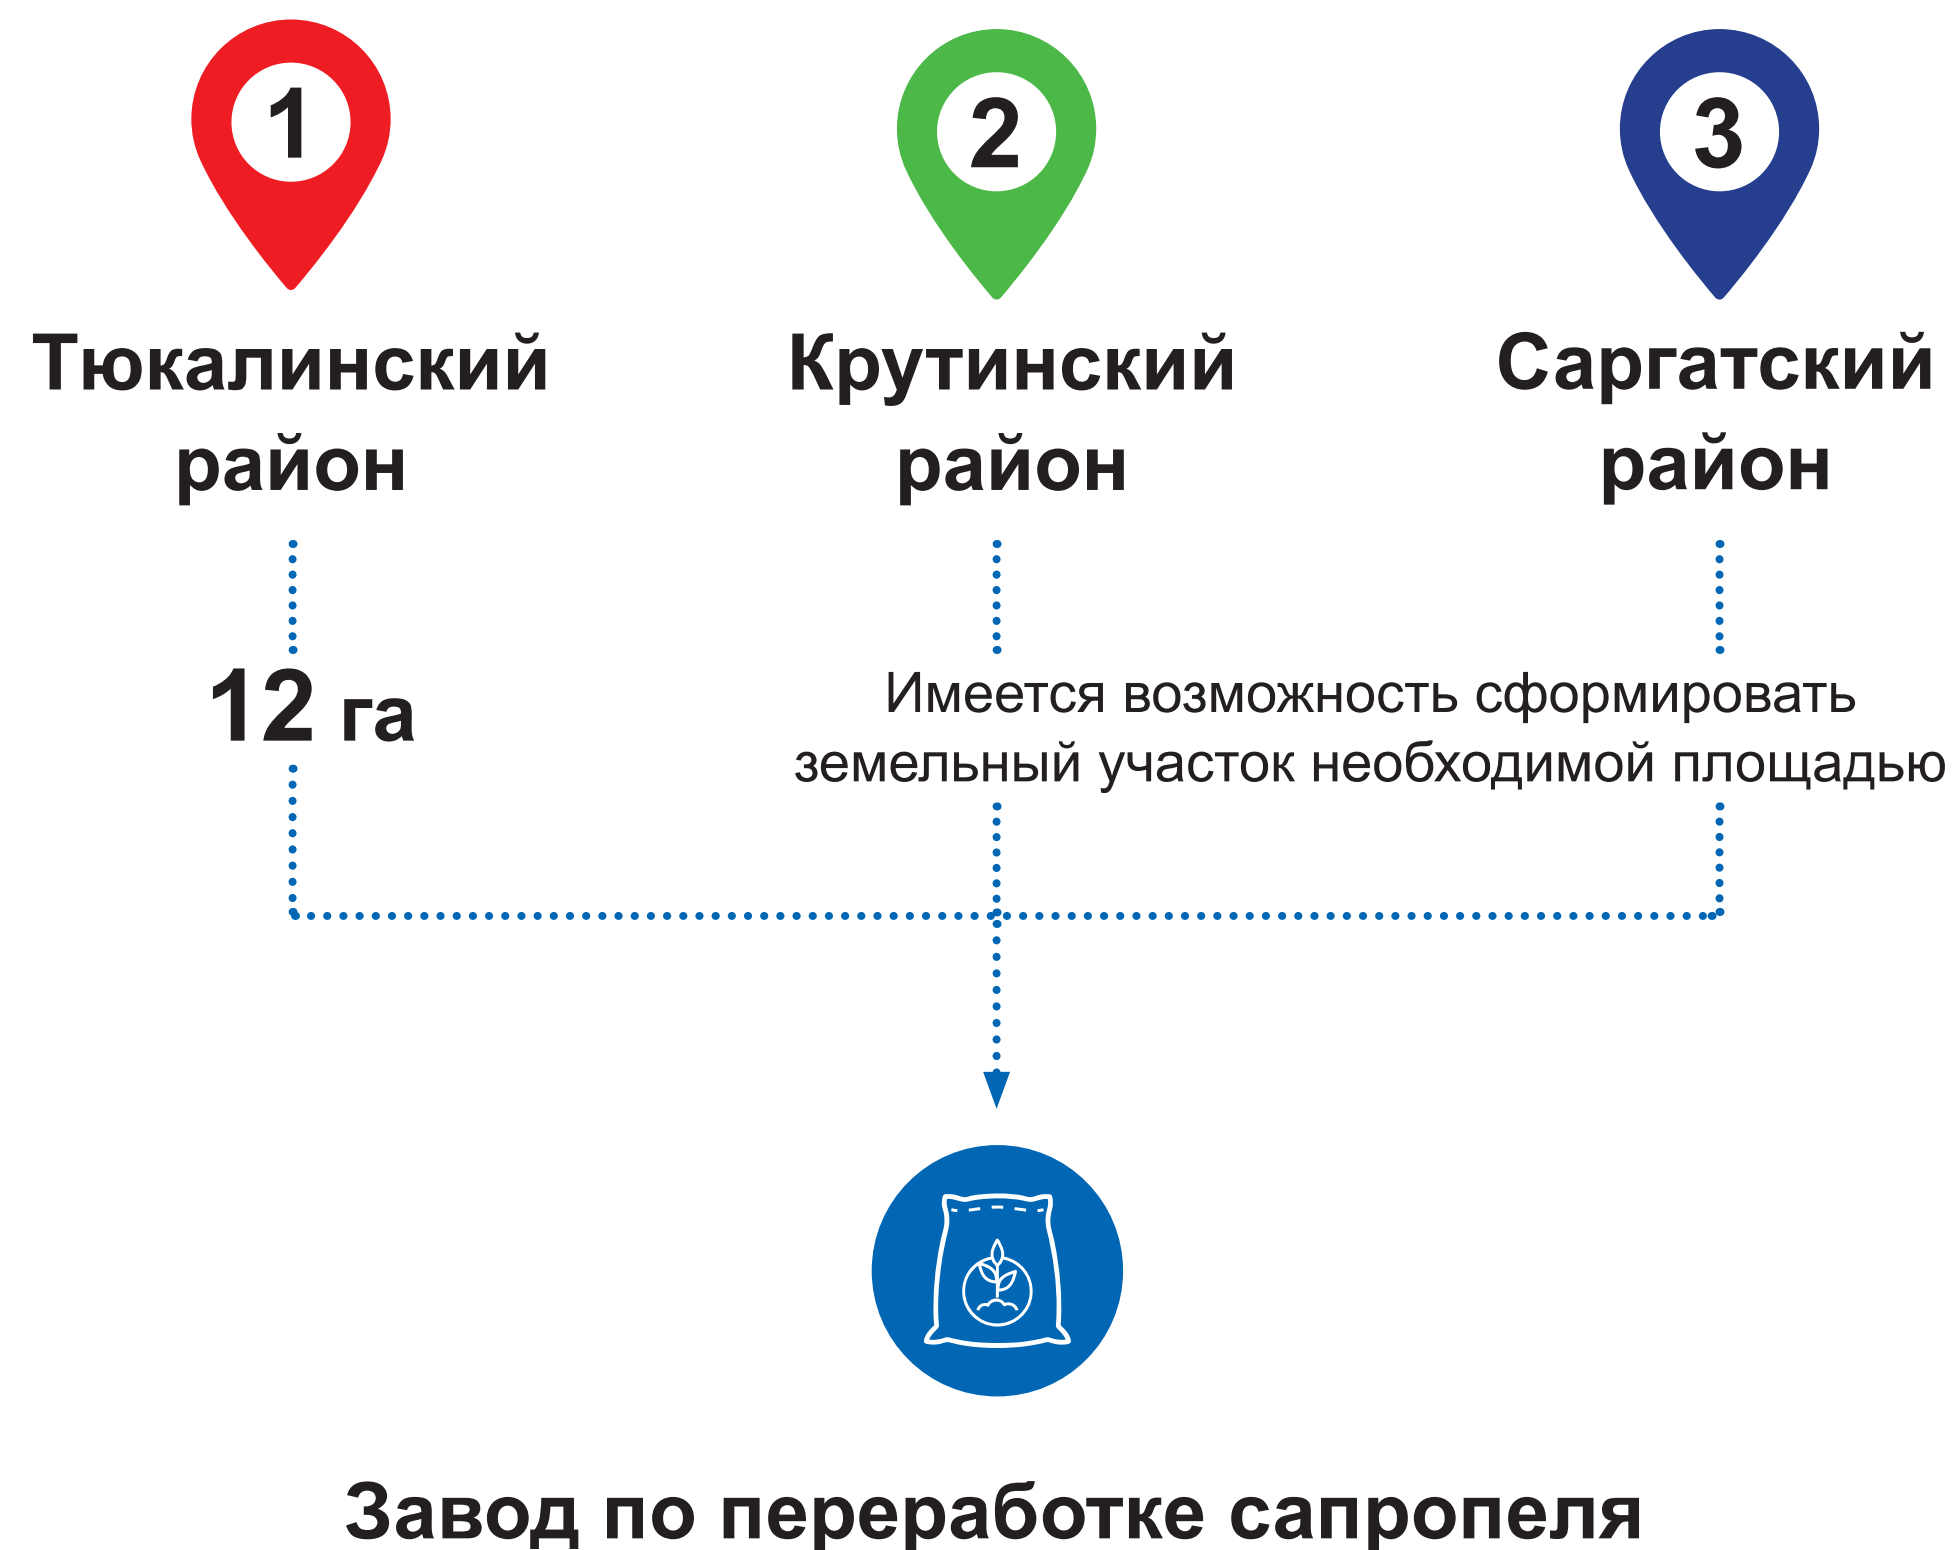 1
2
3
Тюкалинский
район
Крутинский
район
Саргатский
район
12 га
Имеется возможность сформировать
земельный участок необходимой площадью
Завод по переработке сапропеля